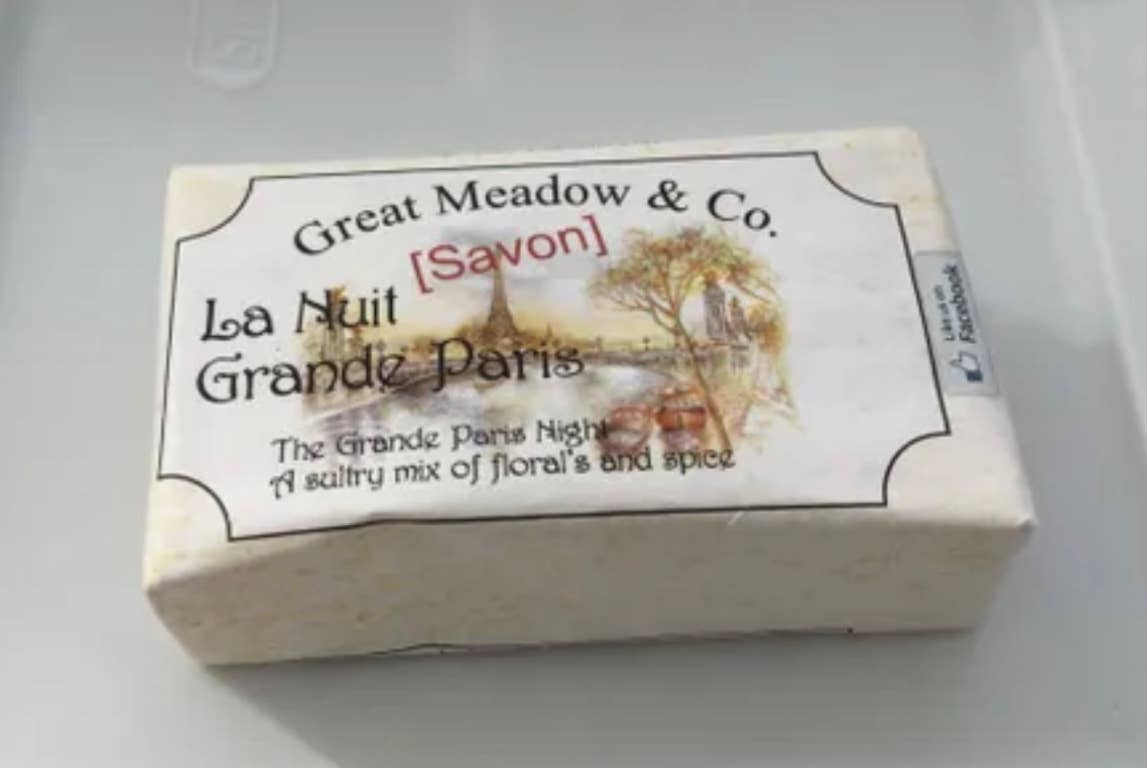 Great Meadow & Co.
[Savon]
La Nuit
Grande Paris
The Grande Paris Night
A sultry mix of floral's and spice
Like us on
Facebook